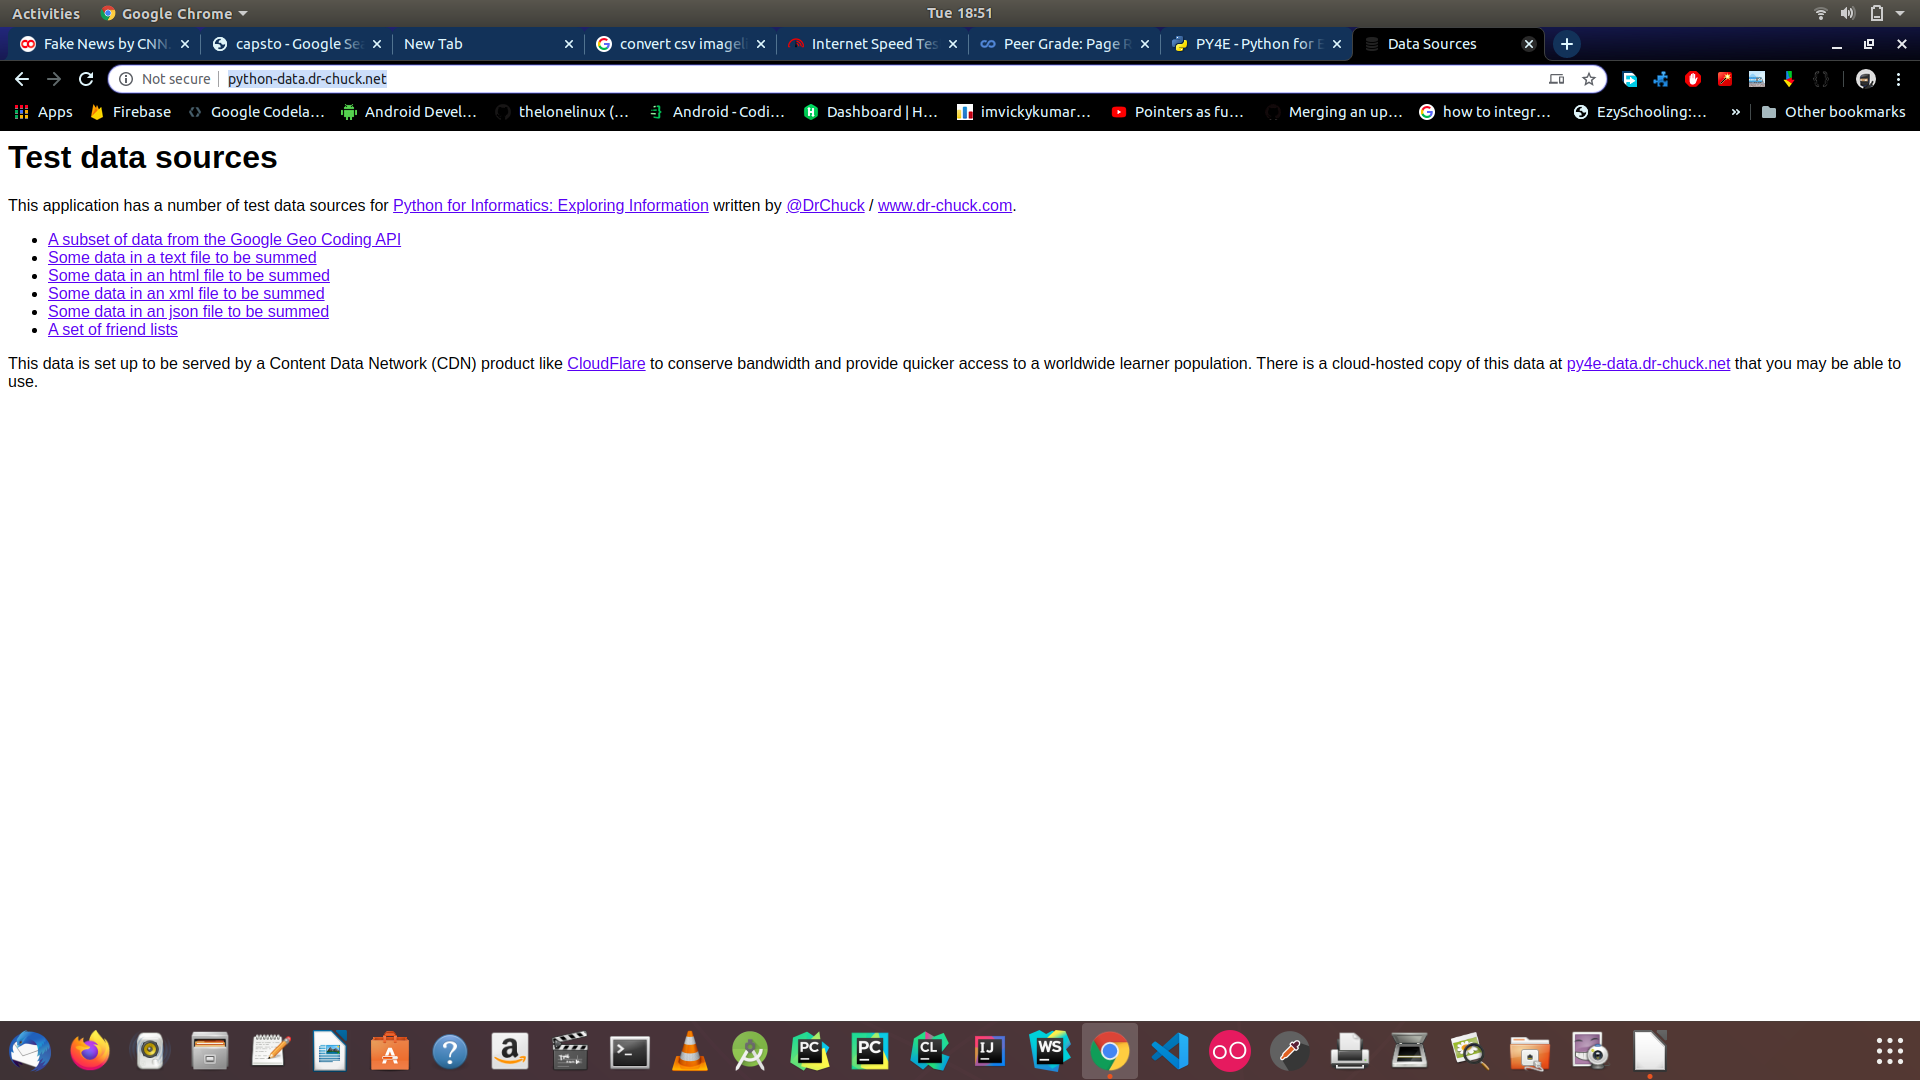 Activities Google Chrome Tue 18:51
Fake News by CNN capsto - Google Se New Tab convert csv image Internet Speed Tes Peer Grade: Page R PY4E - Python for E Data Sources
Not secure python-data.dr-chuck.net
Apps Firebase Google Codela... Android Devel... thelonelinux (... Android - Codi... Dashboard | H... imvickykumar... Pointers as fu... Merging an up... how to integr... EzySchooling:... » Other bookmarks
Test data sources
This application has a number of test data sources for Python for Informatics: Exploring Information written by @DrChuck / www.dr-chuck.com.
A subset of data from the Google Geo Coding API
Some data in a text file to be summed
Some data in an html file to be summed
Some data in an xml file to be summed
Some data in an json file to be summed
A set of friend lists
This data is set up to be served by a Content Data Network (CDN) product like CloudFlare to conserve bandwidth and provide quicker access to a worldwide learner population. There is a cloud-hosted copy of this data at py4e-data.dr-chuck.net that you may be able to
use.
PC PC CL IJ WS